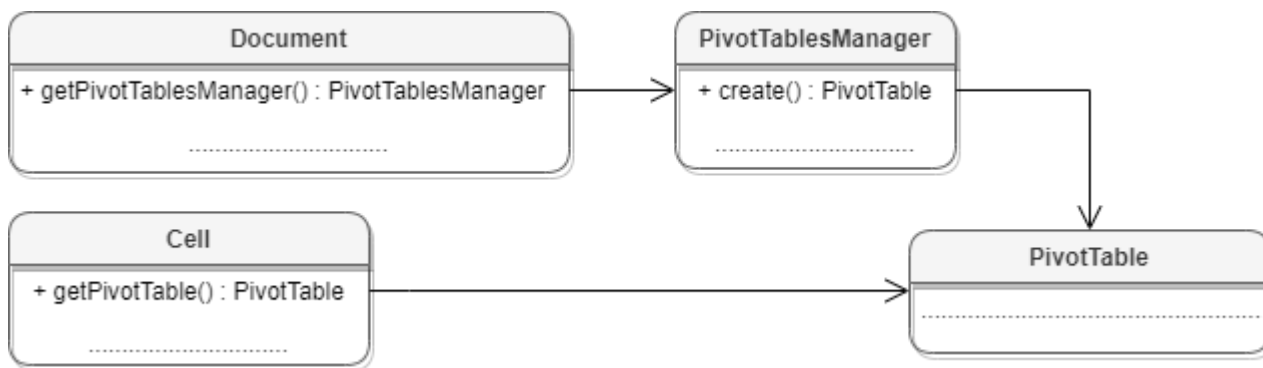 Document
+ getPivotTablesManager() : PivotTablesManager
PivotTablesManager
+ create() : PivotTable
Cell
+ getPivotTable() : PivotTable
PivotTable